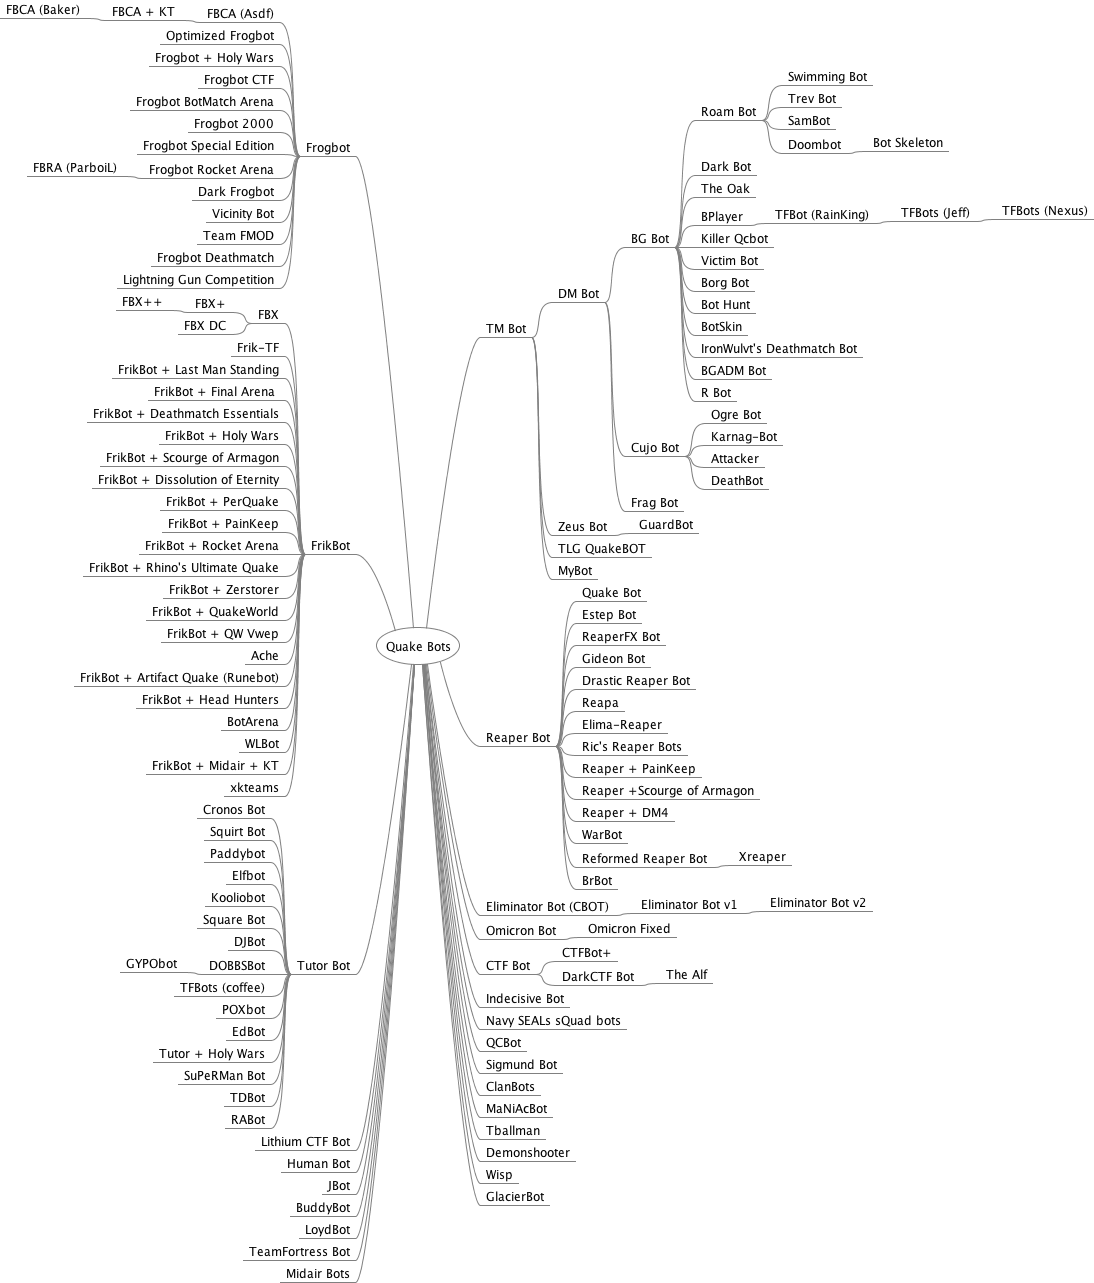 Quake Bots
Frogbot
FBCA (Asdf)
FBCA + KT
FBCA (Baker)
Optimized Frogbot
Frogbot + Holy Wars
Frogbot CTF
Frogbot BotMatch Arena
Frogbot 2000
Frogbot Special Edition
Frogbot Rocket Arena
FBRA (ParboiL)
Dark Frogbot
Vicinity Bot
Team FMOD
Frogbot Deathmatch
Lightning Gun Competition
FrikBot
FBX
FBX+
FBX++
FBX DC
Frik-TF
FrikBot + Last Man Standing
FrikBot + Final Arena
FrikBot + Deathmatch Essentials
FrikBot + Holy Wars
FrikBot + Scourge of Armagon
FrikBot + Dissolution of Eternity
FrikBot + PerQuake
FrikBot + PainKeep
FrikBot + Rocket Arena
FrikBot + Rhino's Ultimate Quake
FrikBot + Zerstorer
FrikBot + QuakeWorld
FrikBot + QW Vwep
Ache
FrikBot + Artifact Quake (Runebot)
FrikBot + Head Hunters
BotArena
WLBot
FrikBot + Midair + KT
xkteams
Tutor Bot
Cronos Bot
Squirt Bot
Paddybot
Elfbot
Kooliobot
Square Bot
DJBot
DOBBSBot
GYPObot
TFBots (coffee)
POXbot
EdBot
Tutor + Holy Wars
SuPeRMan Bot
TDBot
RABot
Lithium CTF Bot
Human Bot
JBot
BuddyBot
LoydBot
TeamFortress Bot
Midair Bots
TM Bot
DM Bot
BG Bot
Roam Bot
Swimming Bot
Trev Bot
SamBot
Doombot
Bot Skeleton
Dark Bot
The Oak
BPlayer
TFBot (RainKing)
TFBots (Jeff)
TFBots (Nexus)
Killer Qcbot
Victim Bot
Borg Bot
Bot Hunt
BotSkin
IronWulvt's Deathmatch Bot
BGADM Bot
R Bot
Cujo Bot
Ogre Bot
Karnag-Bot
Attacker
DeathBot
Frag Bot
Zeus Bot
GuardBot
TLG QuakeBOT
MyBot
Reaper Bot
Quake Bot
Estep Bot
ReaperFX Bot
Gideon Bot
Drastic Reaper Bot
Reapa
Elima-Reaper
Ric's Reaper Bots
Reaper + PainKeep
Reaper +Scourge of Armagon
Reaper + DM4
WarBot
Reformed Reaper Bot
Xreaper
BrBot
Eliminator Bot (CBOT)
Eliminator Bot v1
Eliminator Bot v2
Omicron Bot
Omicron Fixed
CTF Bot
CTFBot+
DarkCTF Bot
The Alf
Indecisive Bot
Navy SEALs sQuad bots
QCBot
Sigmund Bot
ClanBots
MaNiAcBot
Tballman
Demonshooter
Wisp
GlacierBot